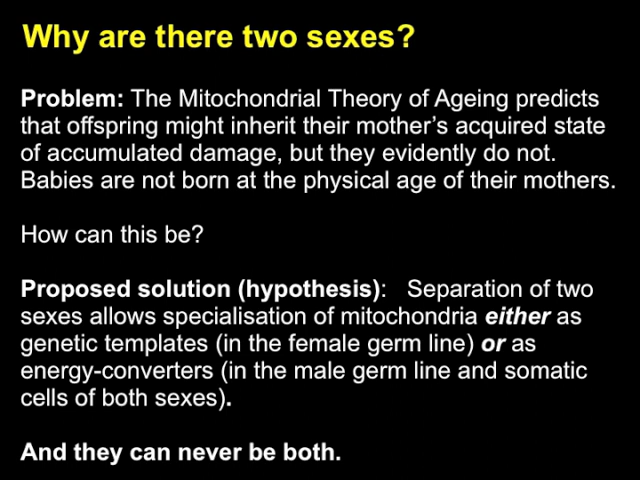 Why are there two sexes?
Problem: The Mitochondrial Theory of Ageing predicts
that offspring might inherit their mother's acquired state
of accumulated damage, but they evidently do not.
Babies are not born at the physical age of their mothers.
How can this be?
Proposed solution (hypothesis):   Separation of two
sexes allows specialisation of mitochondria either as
genetic templates (in the female germ line) or as
energy-converters (in the male germ line and somatic
cells of both sexes).
And they can never be both.